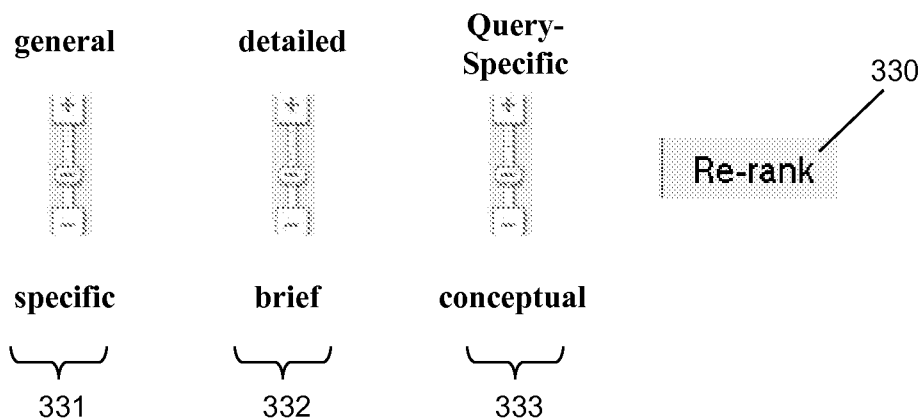 general
detailed
Query-
Specific
330
+
+
+
Re-rank
–
–
–
specific
brief
conceptual
331
332
333